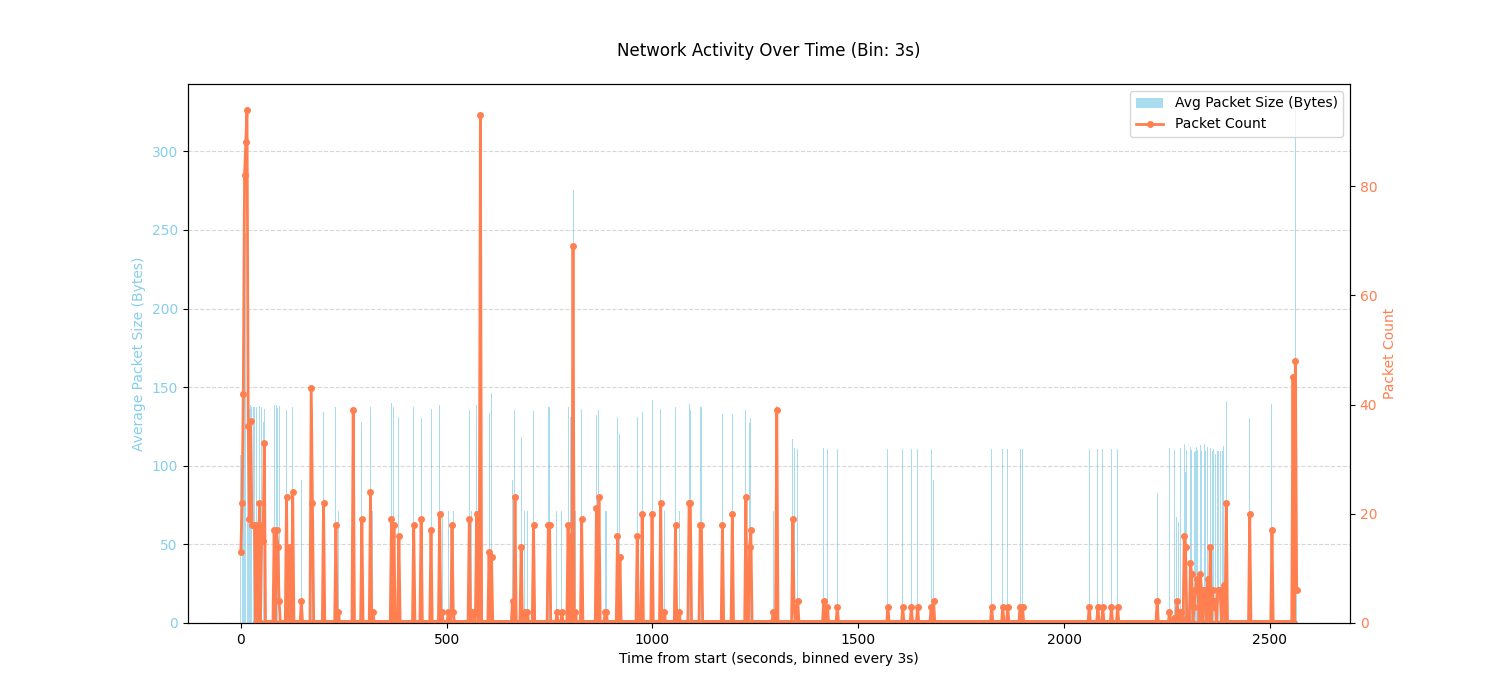 Network Activity Over Time (Bin: 3s)
Avg Packet Size (Bytes)
Packet Count
300
250
200
150
100
50
0
Average Packet Size (Bytes)
80
60
40
20
0
Packet Count
0 500 1000 1500 2000 2500
Time from start (seconds, binned every 3s)